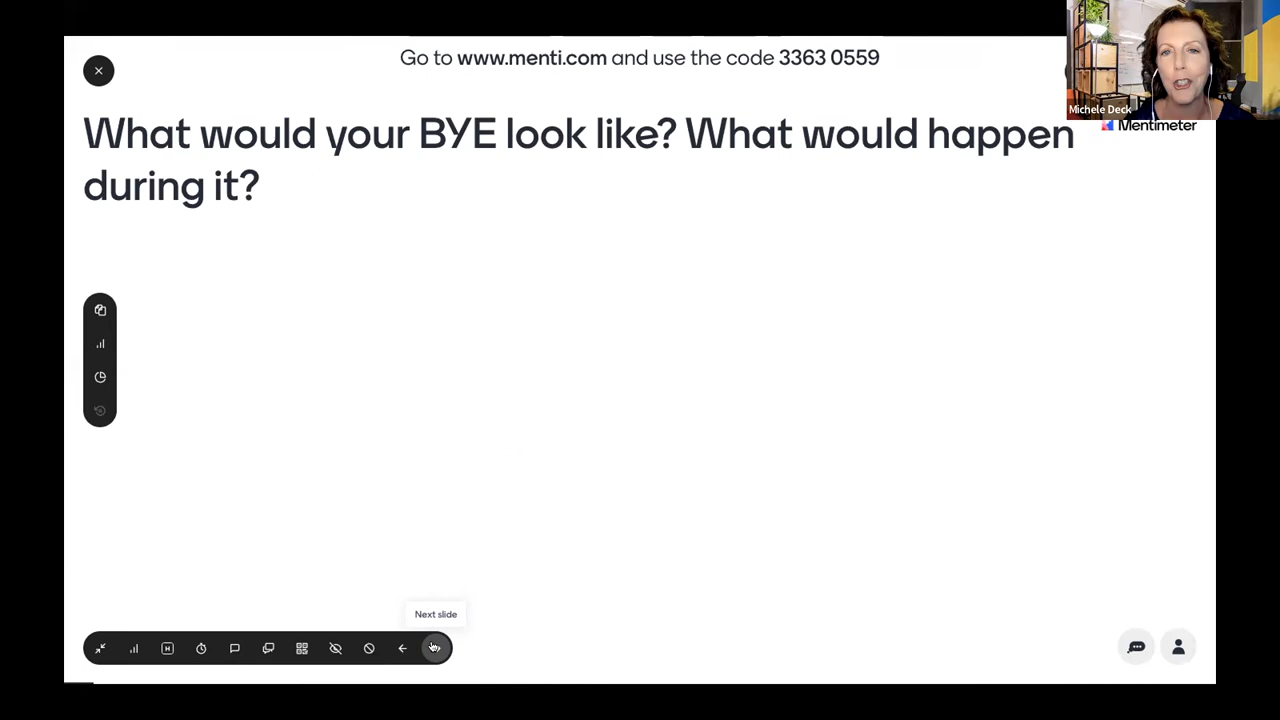 Go to www.menti.com and use the code 3363 0559
Michele Deck
Mentimeter
What would your BYE look like? What would happen
during it?
Next slide